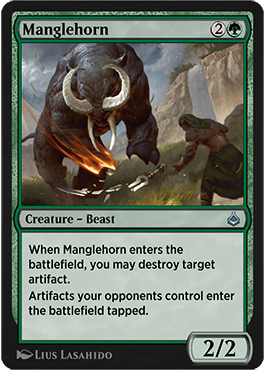 Manglehorn 2
Creature – Beast
When Manglehorn enters the
battlefield, you may destroy target
artifact.
Artifacts your opponents control enter
the battlefield tapped.
2/2
Lius Lasahido